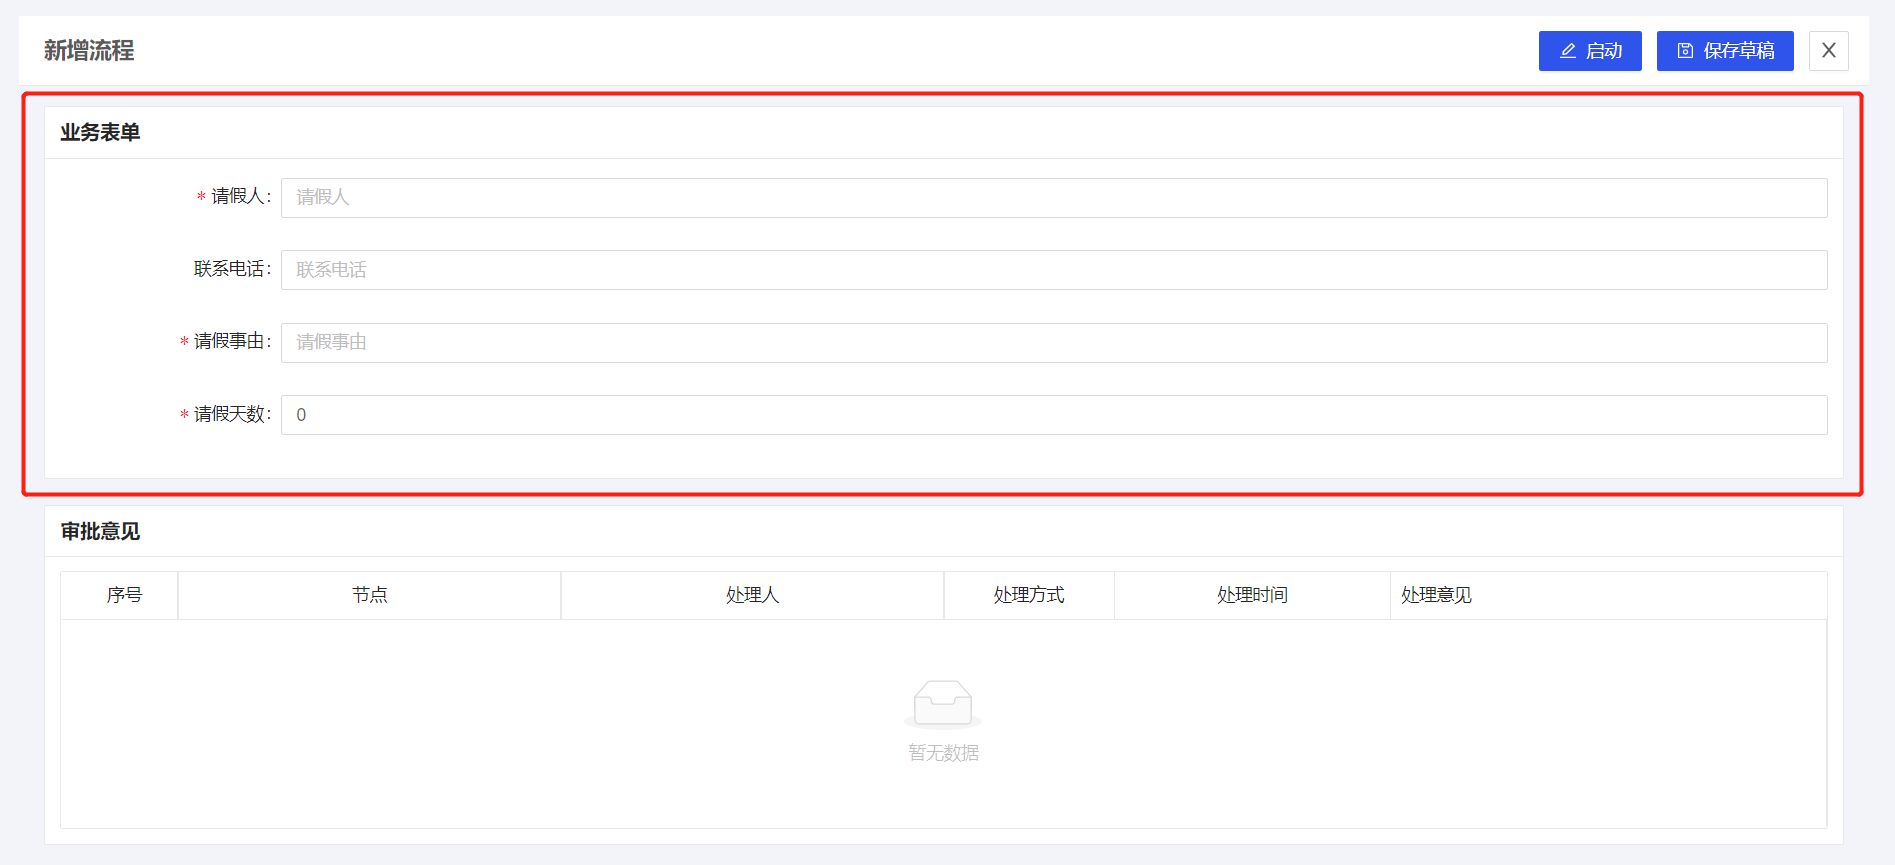 新增流程 启动 保存草稿 X
业务表单
* 请假人: 请假人
联系电话: 联系电话
* 请假事由: 请假事由
* 请假天数: 0
审批意见
序号 节点 处理人 处理方式 处理时间 处理意见
暂无数据